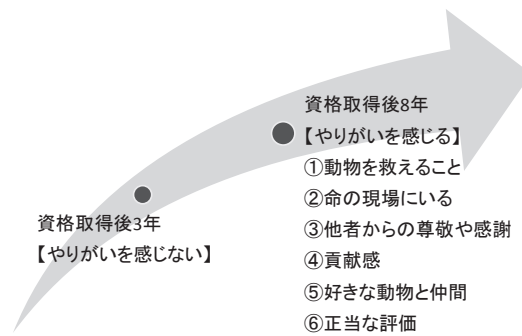 資格取得後8年
【やりがいを感じる】
①動物を救えること
②命の現場にいる
③他者からの尊敬や感謝
④貢献感
⑤好きな動物と仲間
⑥正当な評価
資格取得後3年
【やりがいを感じない】